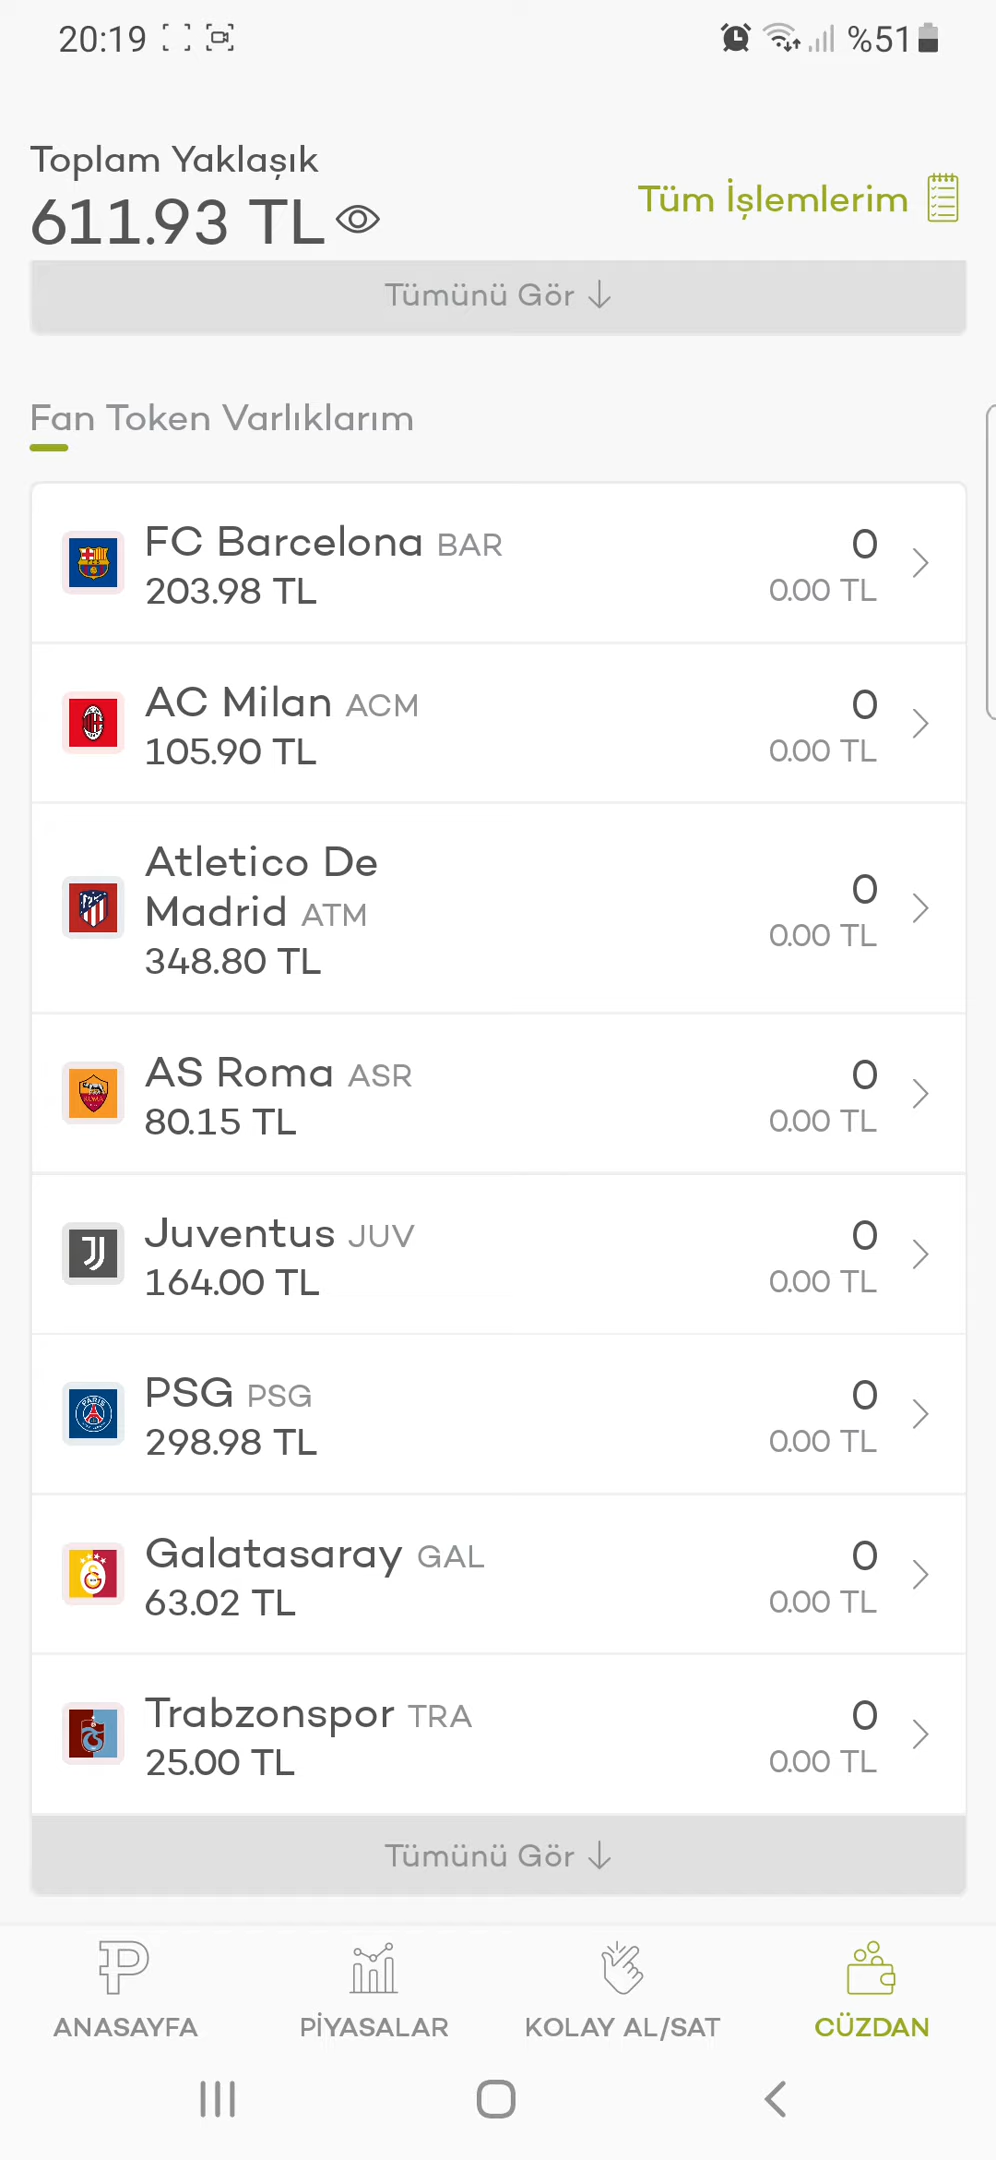 20:19 %51
Toplam Yaklaşık
611.93 TL
Tüm İşlemlerim
Tümünü Gör ↓
Fan Token Varlıklarım
FC Barcelona BAR 0
203.98 TL 0.00 TL
AC Milan ACM 0
105.90 TL 0.00 TL
Atletico De
Madrid ATM 0
348.80 TL 0.00 TL
AS Roma ASR 0
80.15 TL 0.00 TL
Juventus JUV 0
164.00 TL 0.00 TL
PSG PSG 0
298.98 TL 0.00 TL
Galatasaray GAL 0
63.02 TL 0.00 TL
Trabzonspor TRA 0
25.00 TL 0.00 TL
Tümünü Gör ↓
ANASAYFA PİYASALAR KOLAY AL/SAT CÜZDAN